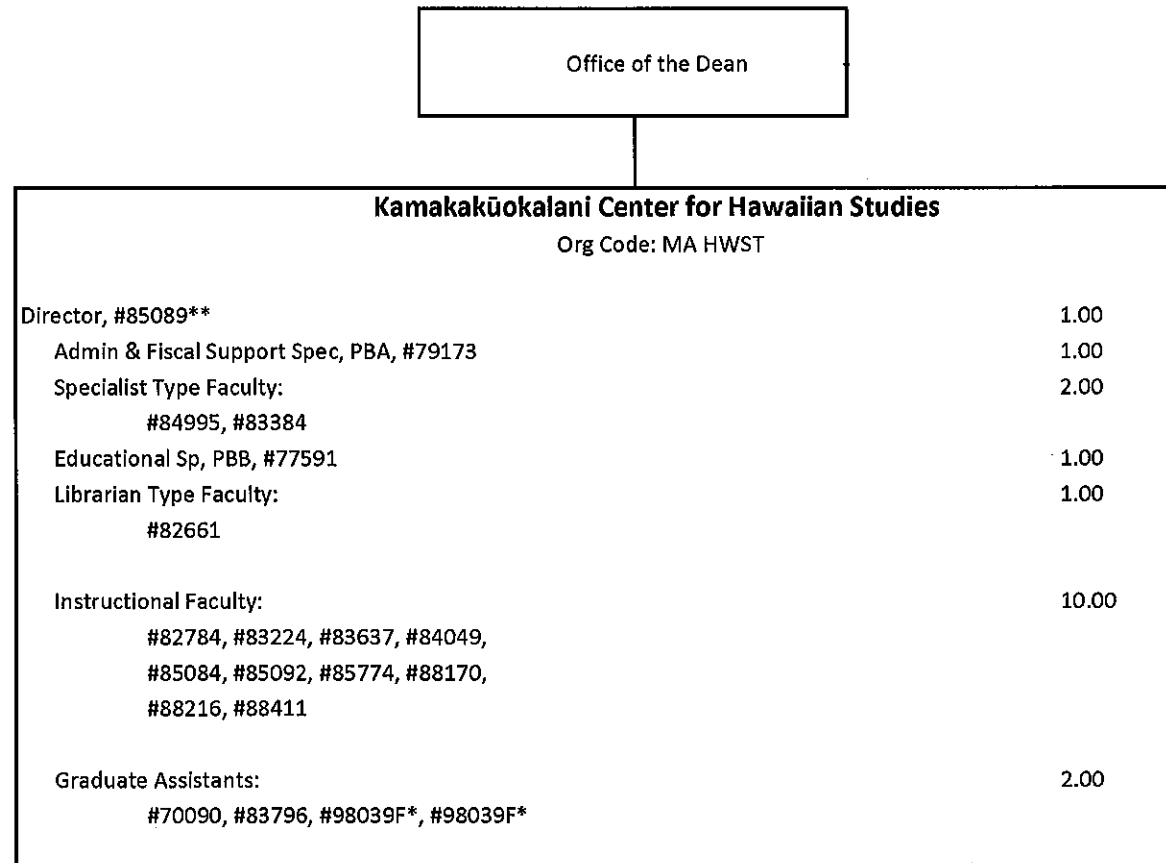 Office of the Dean
Kamakakūokalani Center for Hawaiian Studies
Org Code: MA HWST
Director, #85089** 1.00
Admin & Fiscal Support Spec, PBA, #79173 1.00
Specialist Type Faculty: 2.00
#84995, #83384
Educational Sp, PBB, #77591 1.00
Librarian Type Faculty: 1.00
#82661
Instructional Faculty: 10.00
#82784, #83224, #83637, #84049,
#85084, #85092, #85774, #88170,
#88216, #88411
Graduate Assistants: 2.00
#70090, #83796, #98039F*, #98039F*